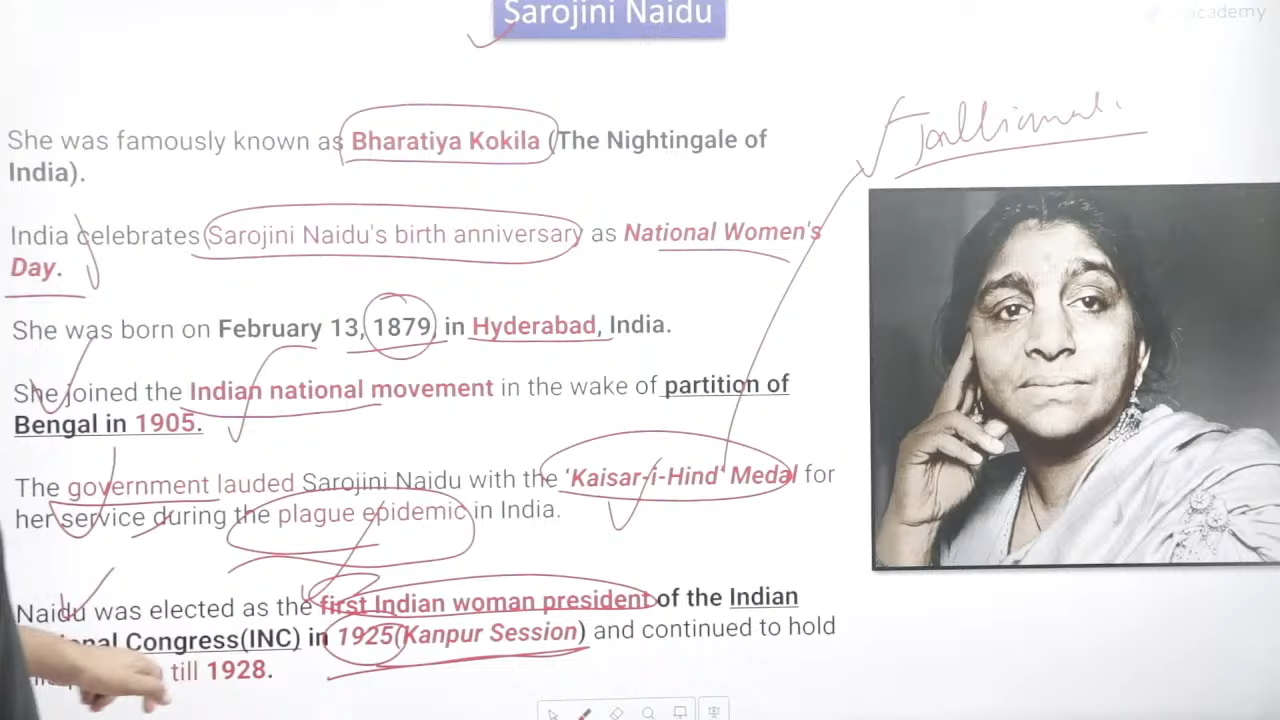 Sarojini Naidu
academy
She was famously known as Bharatiya Kokila (The Nightingale of
India).
India celebrates Sarojini Naidu's birth anniversary as National Women's
Day.
She was born on February 13, 1879 in Hyderabad, India.
She joined the Indian national movement in the wake of partition of
Bengal in 1905.
The government lauded Sarojini Naidu with the 'Kaisar-i-Hind' Medal for
her service during the plague epidemic in India.
Naidu was elected as the first Indian woman president of the Indian
Congress(INC) in 1925(Kanpur Session) and continued to hold
till 1928.